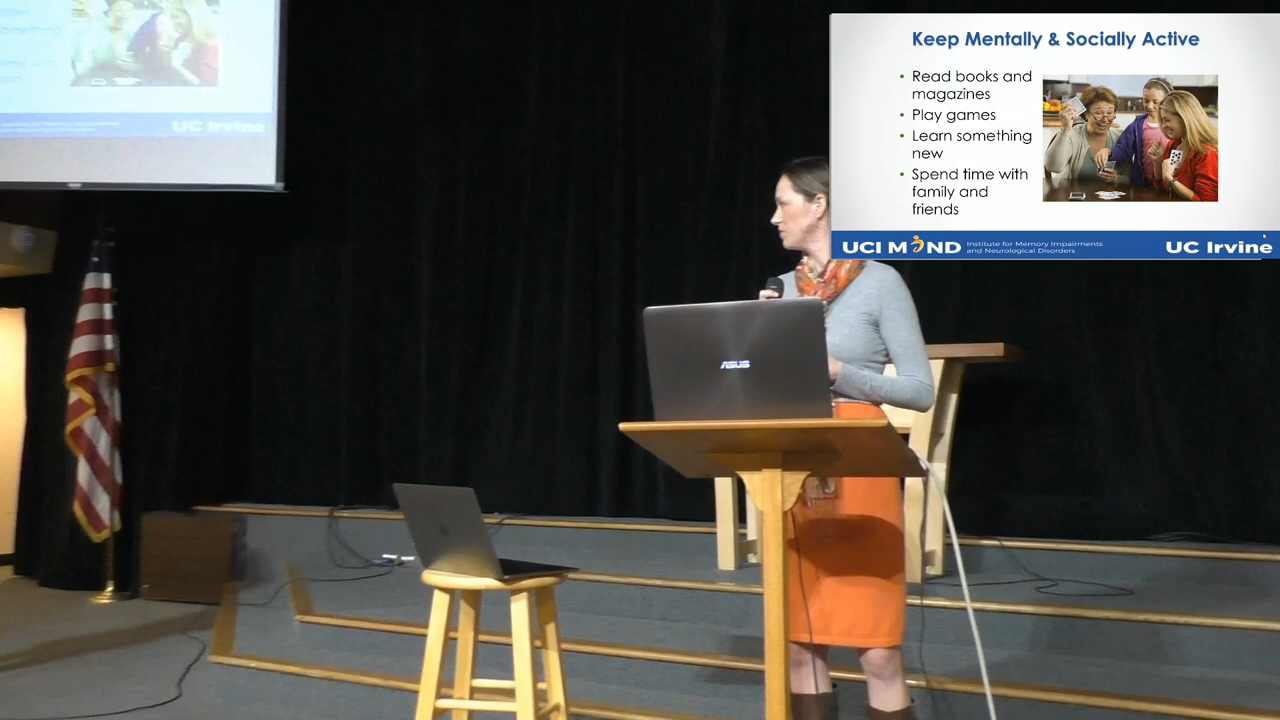 Keep Mentally & Socially Active
• Read books and
magazines
• Play games
• Learn something
new
• Spend time with
family and
friends
UCI MIND
Institute for Memory Impairments
and Neurological Disorders
UC Irvine
something
UC Irvine
ASUS